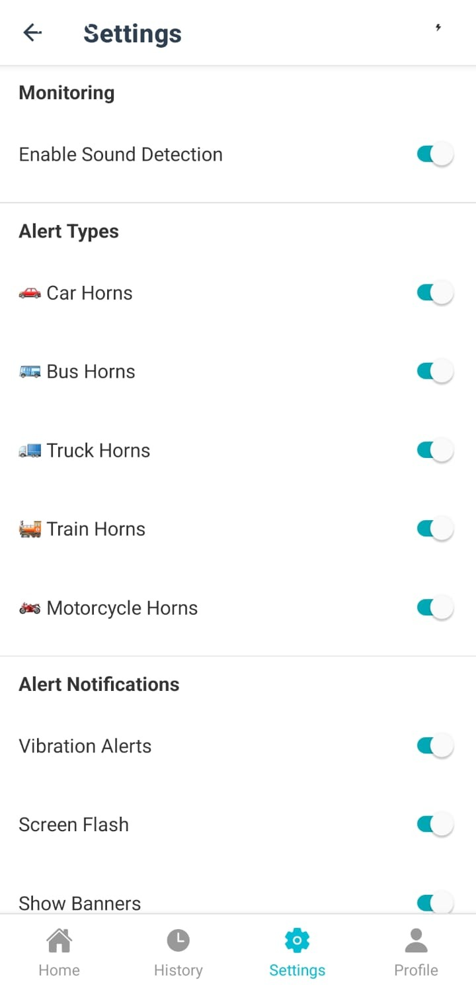 Settings
Monitoring
Enable Sound Detection
Alert Types
Car Horns
Bus Horns
Truck Horns
Train Horns
Motorcycle Horns
Alert Notifications
Vibration Alerts
Screen Flash
Show Banners
Home
History
Settings
Profile